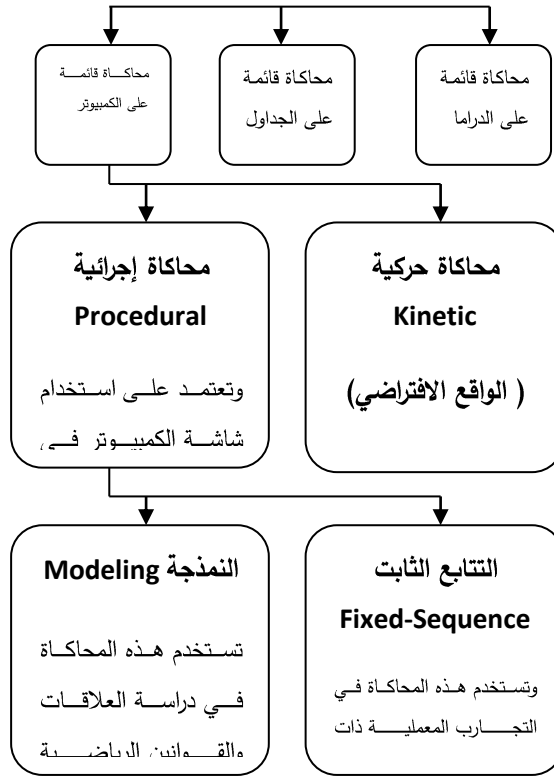 محاكاة قائمة
على الدراما
محاكاة قائمة
على الجداول
محاكاة قائمة
على الكمبيوتر
محاكاة حركية
Kinetic
( الواقع الافتراضي)
محاكاة إجرائية
Procedural
وتعتمد على استخدام
شاشة الكمبيوتر في
التتابع الثابت
Fixed-Sequence
وتستخدم هذه المحاكاة في
التجارب المعملية ذات
النمذجة Modeling
تستخدم هذه المحاكاة
في دراسة العلاقات
والقوانين الرياضية